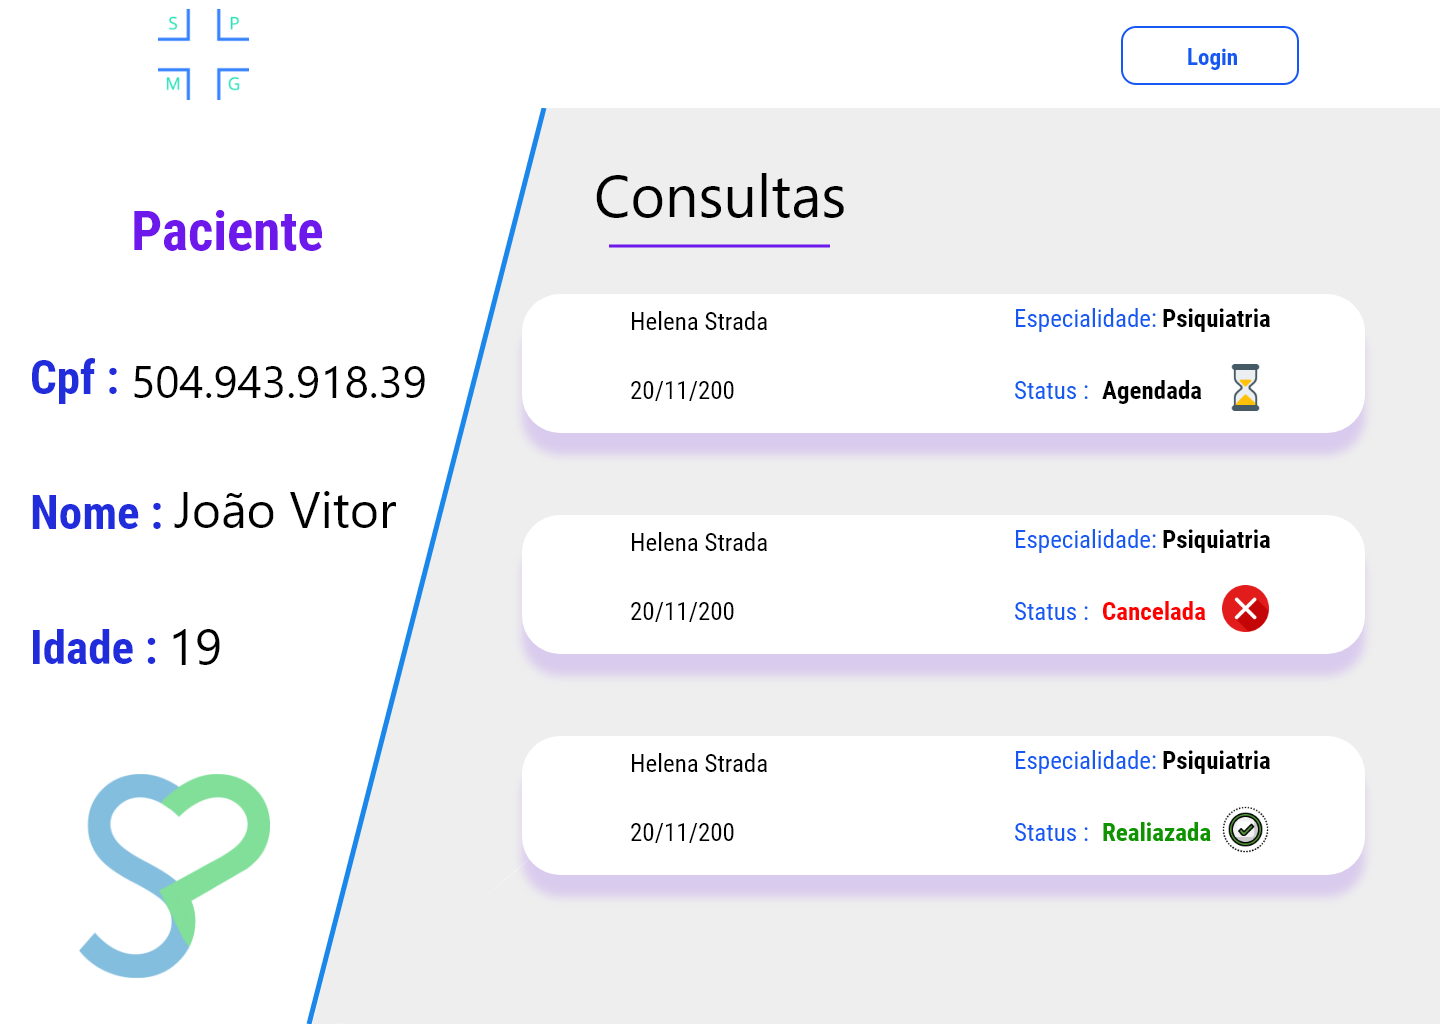 S P
M G
Login
Paciente
Cpf : 504.943.918.39
Nome : João Vitor
Idade : 19
Consultas
Helena Strada
Especialidade: Psiquiatria
20/11/200
Status : Agendada
Helena Strada
Especialidade: Psiquiatria
20/11/200
Status : Cancelada
Helena Strada
Especialidade: Psiquiatria
20/11/200
Status : Realiazada